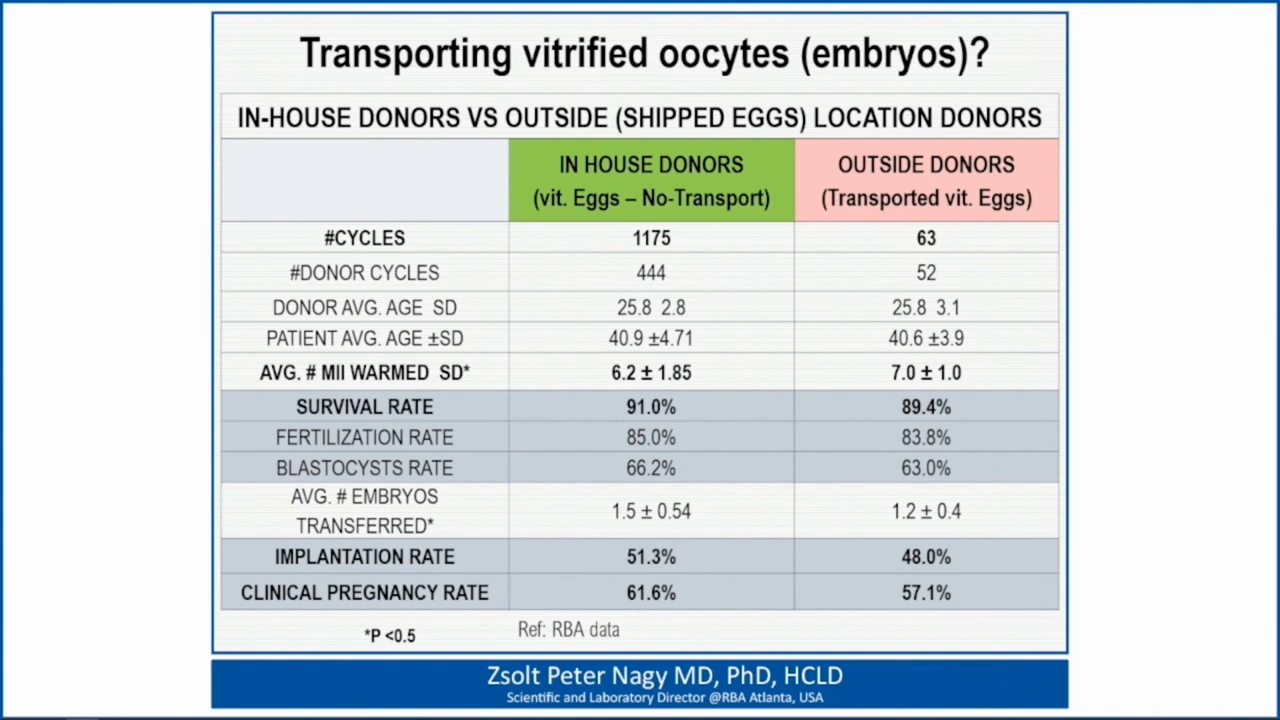 Transporting vitrified oocytes (embryos)?
IN-HOUSE DONORS VS OUTSIDE (SHIPPED EGGS) LOCATION DONORS
IN HOUSE DONORS
(vit. Eggs – No-Transport)
OUTSIDE DONORS
(Transported vit. Eggs)
#CYCLES 1175 63
#DONOR CYCLES 444 52
DONOR AVG. AGE SD 25.8 2.8 25.8 3.1
PATIENT AVG. AGE ±SD 40.9 ±4.71 40.6 ±3.9
AVG. # MII WARMED SD* 6.2 ± 1.85 7.0 ± 1.0
SURVIVAL RATE 91.0% 89.4%
FERTILIZATION RATE 85.0% 83.8%
BLASTOCYSTS RATE 66.2% 63.0%
AVG. # EMBRYOS
TRANSFERRED* 1.5 ± 0.54 1.2 ± 0.4
IMPLANTATION RATE 51.3% 48.0%
CLINICAL PREGNANCY RATE 61.6% 57.1%
*P <0.5 Ref: RBA data
Zsolt Peter Nagy MD, PhD, HCLD
Scientific and Laboratory Director @RBA Atlanta, USA